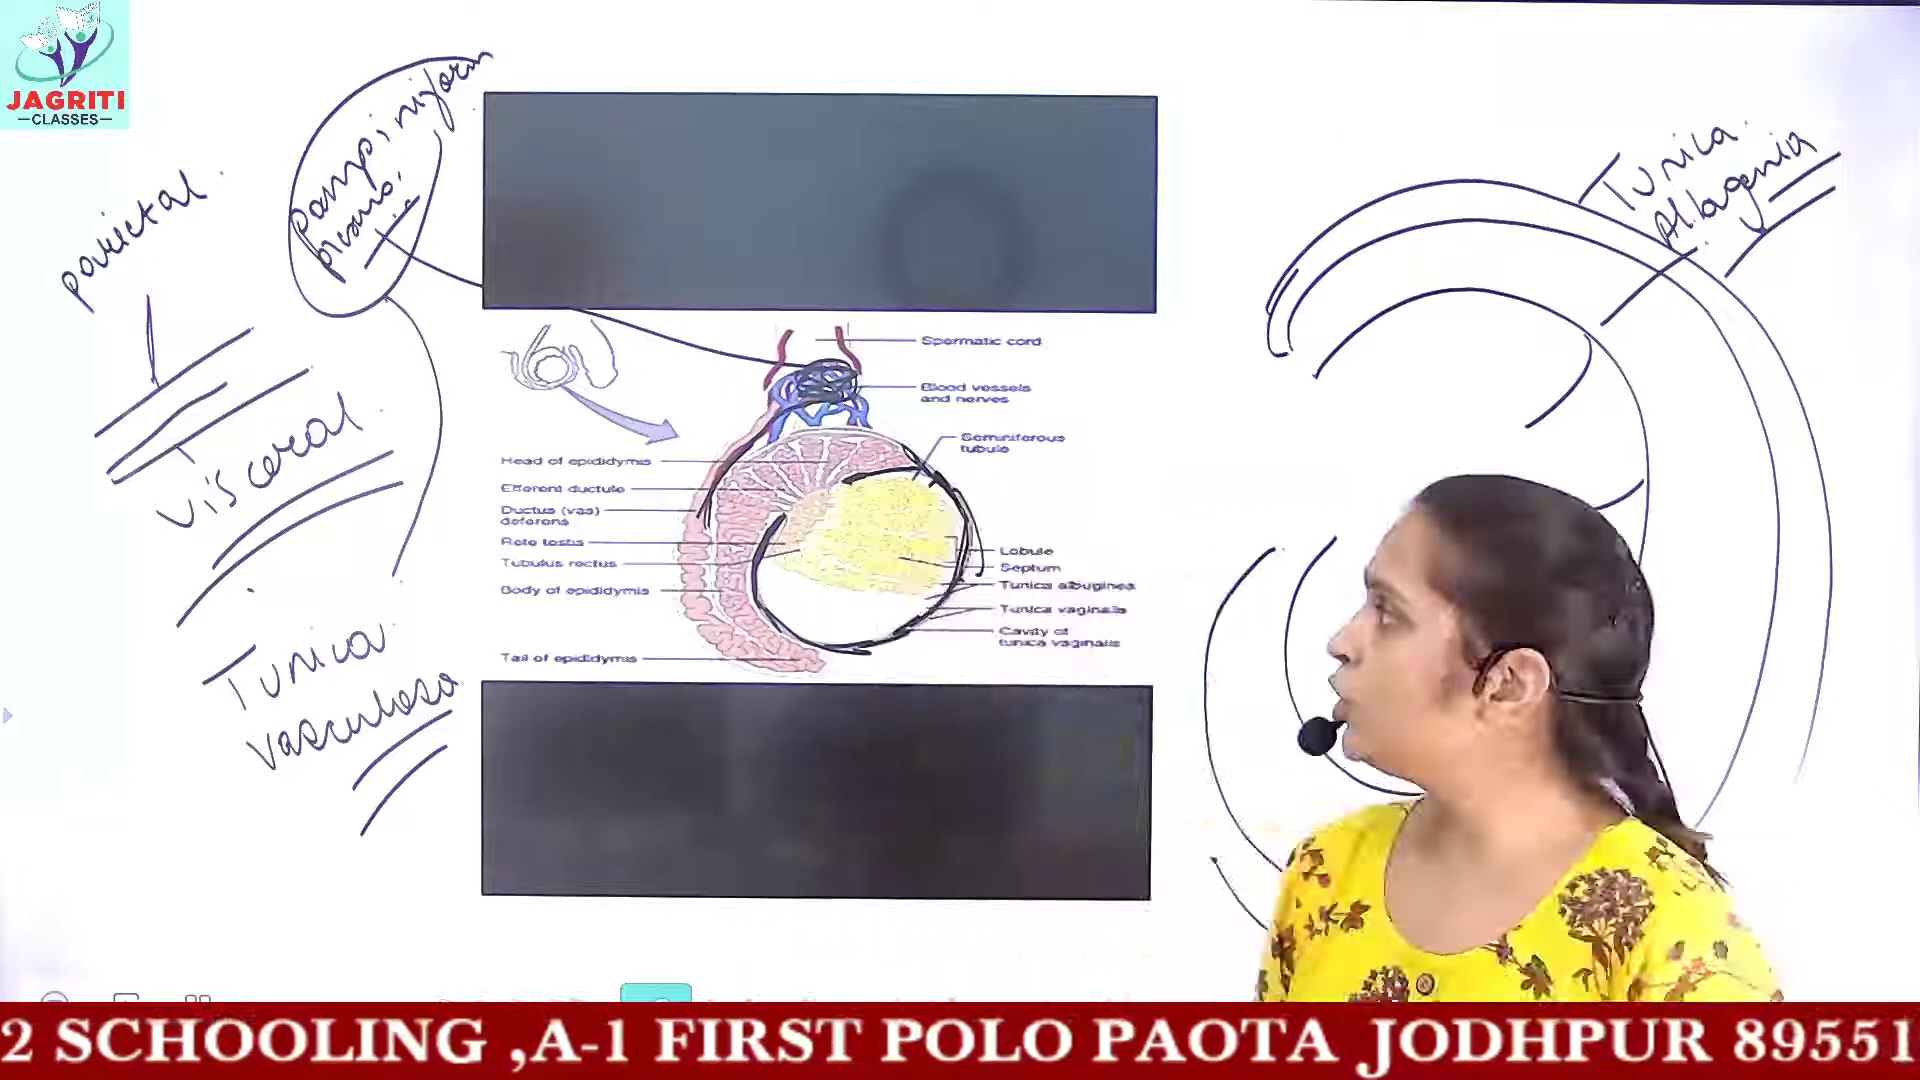 JAGRITI
—CLASSES—
parietal
pampiniform
visceral
Tunica
vasculosa
Tunica
Spermatic cord
Blood vessels
and nerves
Seminiferous
tubule
Head of epididymis
Efferent ductule
Ductus (vas)
deferens
Rete testis
Tubulus rectus
Body of epididymis
Tail of epididymis
Lobule
Septum
Tunica albuginea
Tunica vaginalis
Cavity of
tunica vaginalis
2 SCHOOLING ,A-1 FIRST POLO PAOTA JODHPUR 89551